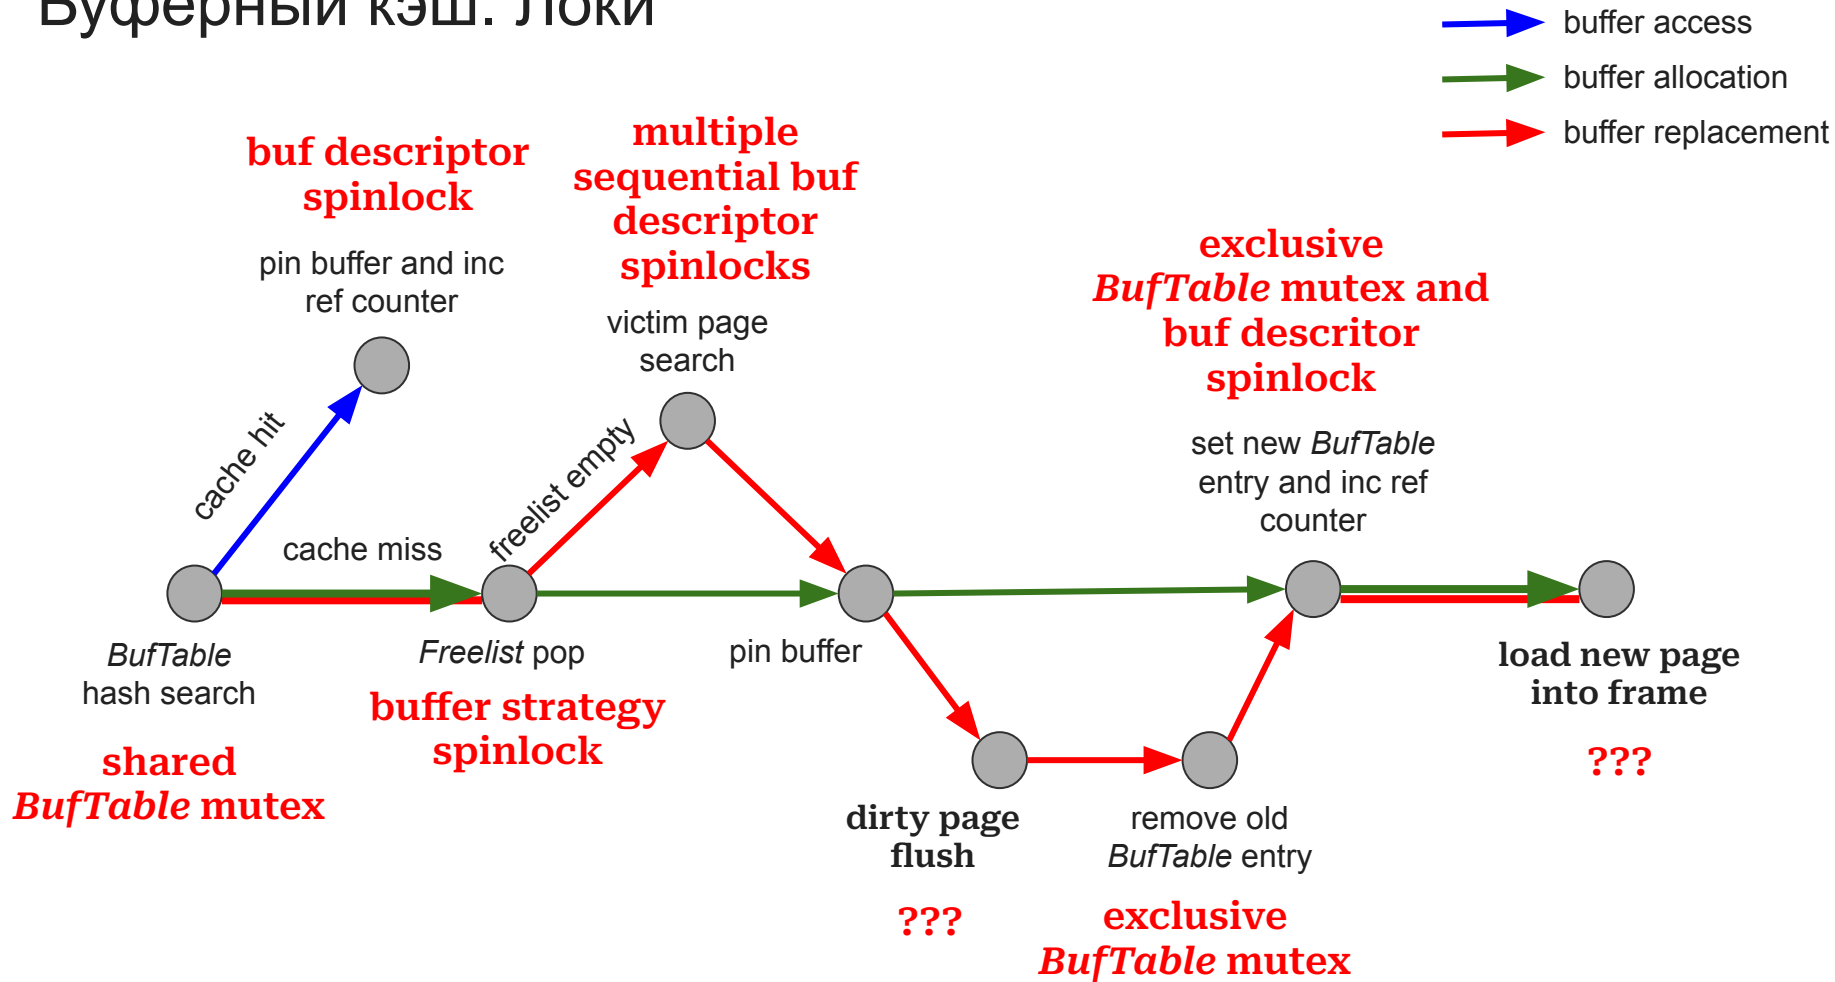 Буферный кэш. Локи
buffer access
buffer allocation
buffer replacement
buf descriptor
spinlock
pin buffer and inc
ref counter
multiple
sequential buf
descriptor
spinlocks
victim page
search
exclusive
BufTable mutex and
buf descritor
spinlock
set new BufTable
entry and inc ref
counter
cache hit
cache miss
freelist empty
BufTable
hash search
shared
BufTable mutex
Freelist pop
buffer strategy
spinlock
pin buffer
dirty page
flush
???
remove old
BufTable entry
exclusive
BufTable mutex
load new page
into frame
???